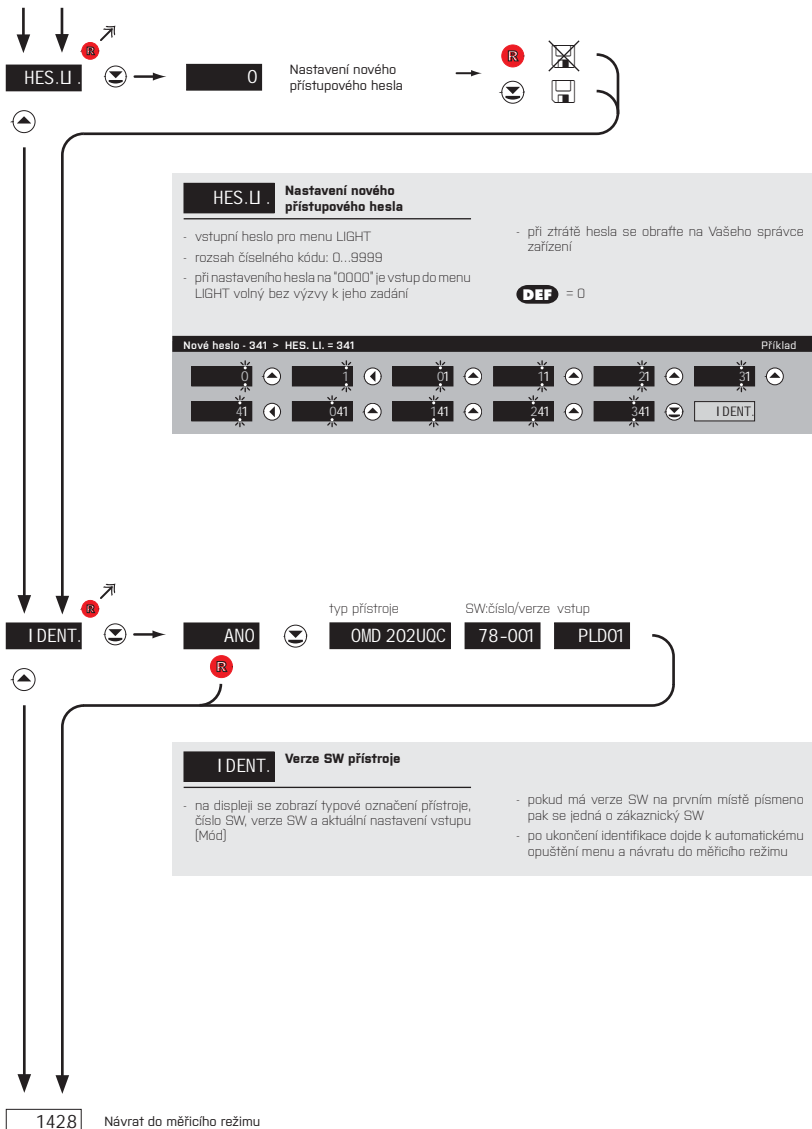 R
HES.LI.
0
Nastavení nového
přístupového hesla
R
HES.LI.
Nastavení nového
přístupového hesla
- vstupní heslo pro menu LIGHT
- rozsah číselného kódu: 0...9999
- při nastaveního hesla na "0000" je vstup do menu
LIGHT volný bez výzvy k jeho zadání
- při ztrátě hesla se obraťte na Vašeho správce
zařízení
DEF = 0
Nové heslo - 341 > HES. LI. = 341 Příklad
0 1 01 11 21 31
41 041 141 241 341 IDENT.
R
typ přístroje SW:číslo/verze vstup
IDENT. ANO OMD 202UQC 78-001 PLD01
R
IDENT. Verze SW přístroje
- na displeji se zobrazí typové označení přístroje,
číslo SW, verze SW a aktuální nastavení vstupu
(Mód)
- pokud má verze SW na prvním místě písmeno
pak se jedná o zákaznický SW
- po ukončení identifikace dojde k automatickému
opuštění menu a návratu do měřicího režimu
1428 Návrat do měřicího režimu